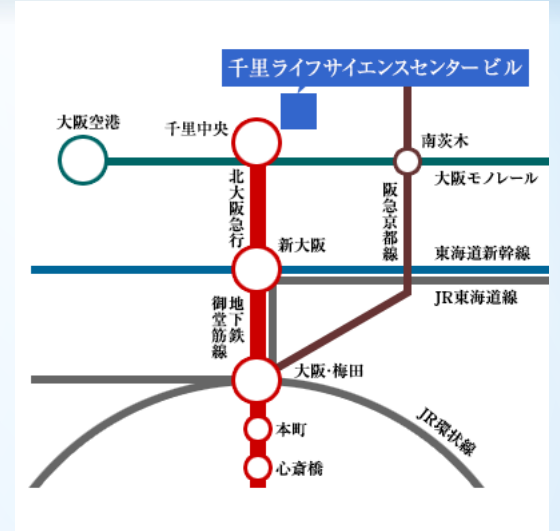 千里ライフサイエンスセンタービル
大阪空港
千里中央
南茨木
大阪モノレール
北大阪急行
阪急京都線
新大阪
東海道新幹線
JR東海道線
地下鉄
御堂筋線
大阪・梅田
JR環状線
本町
心斎橋